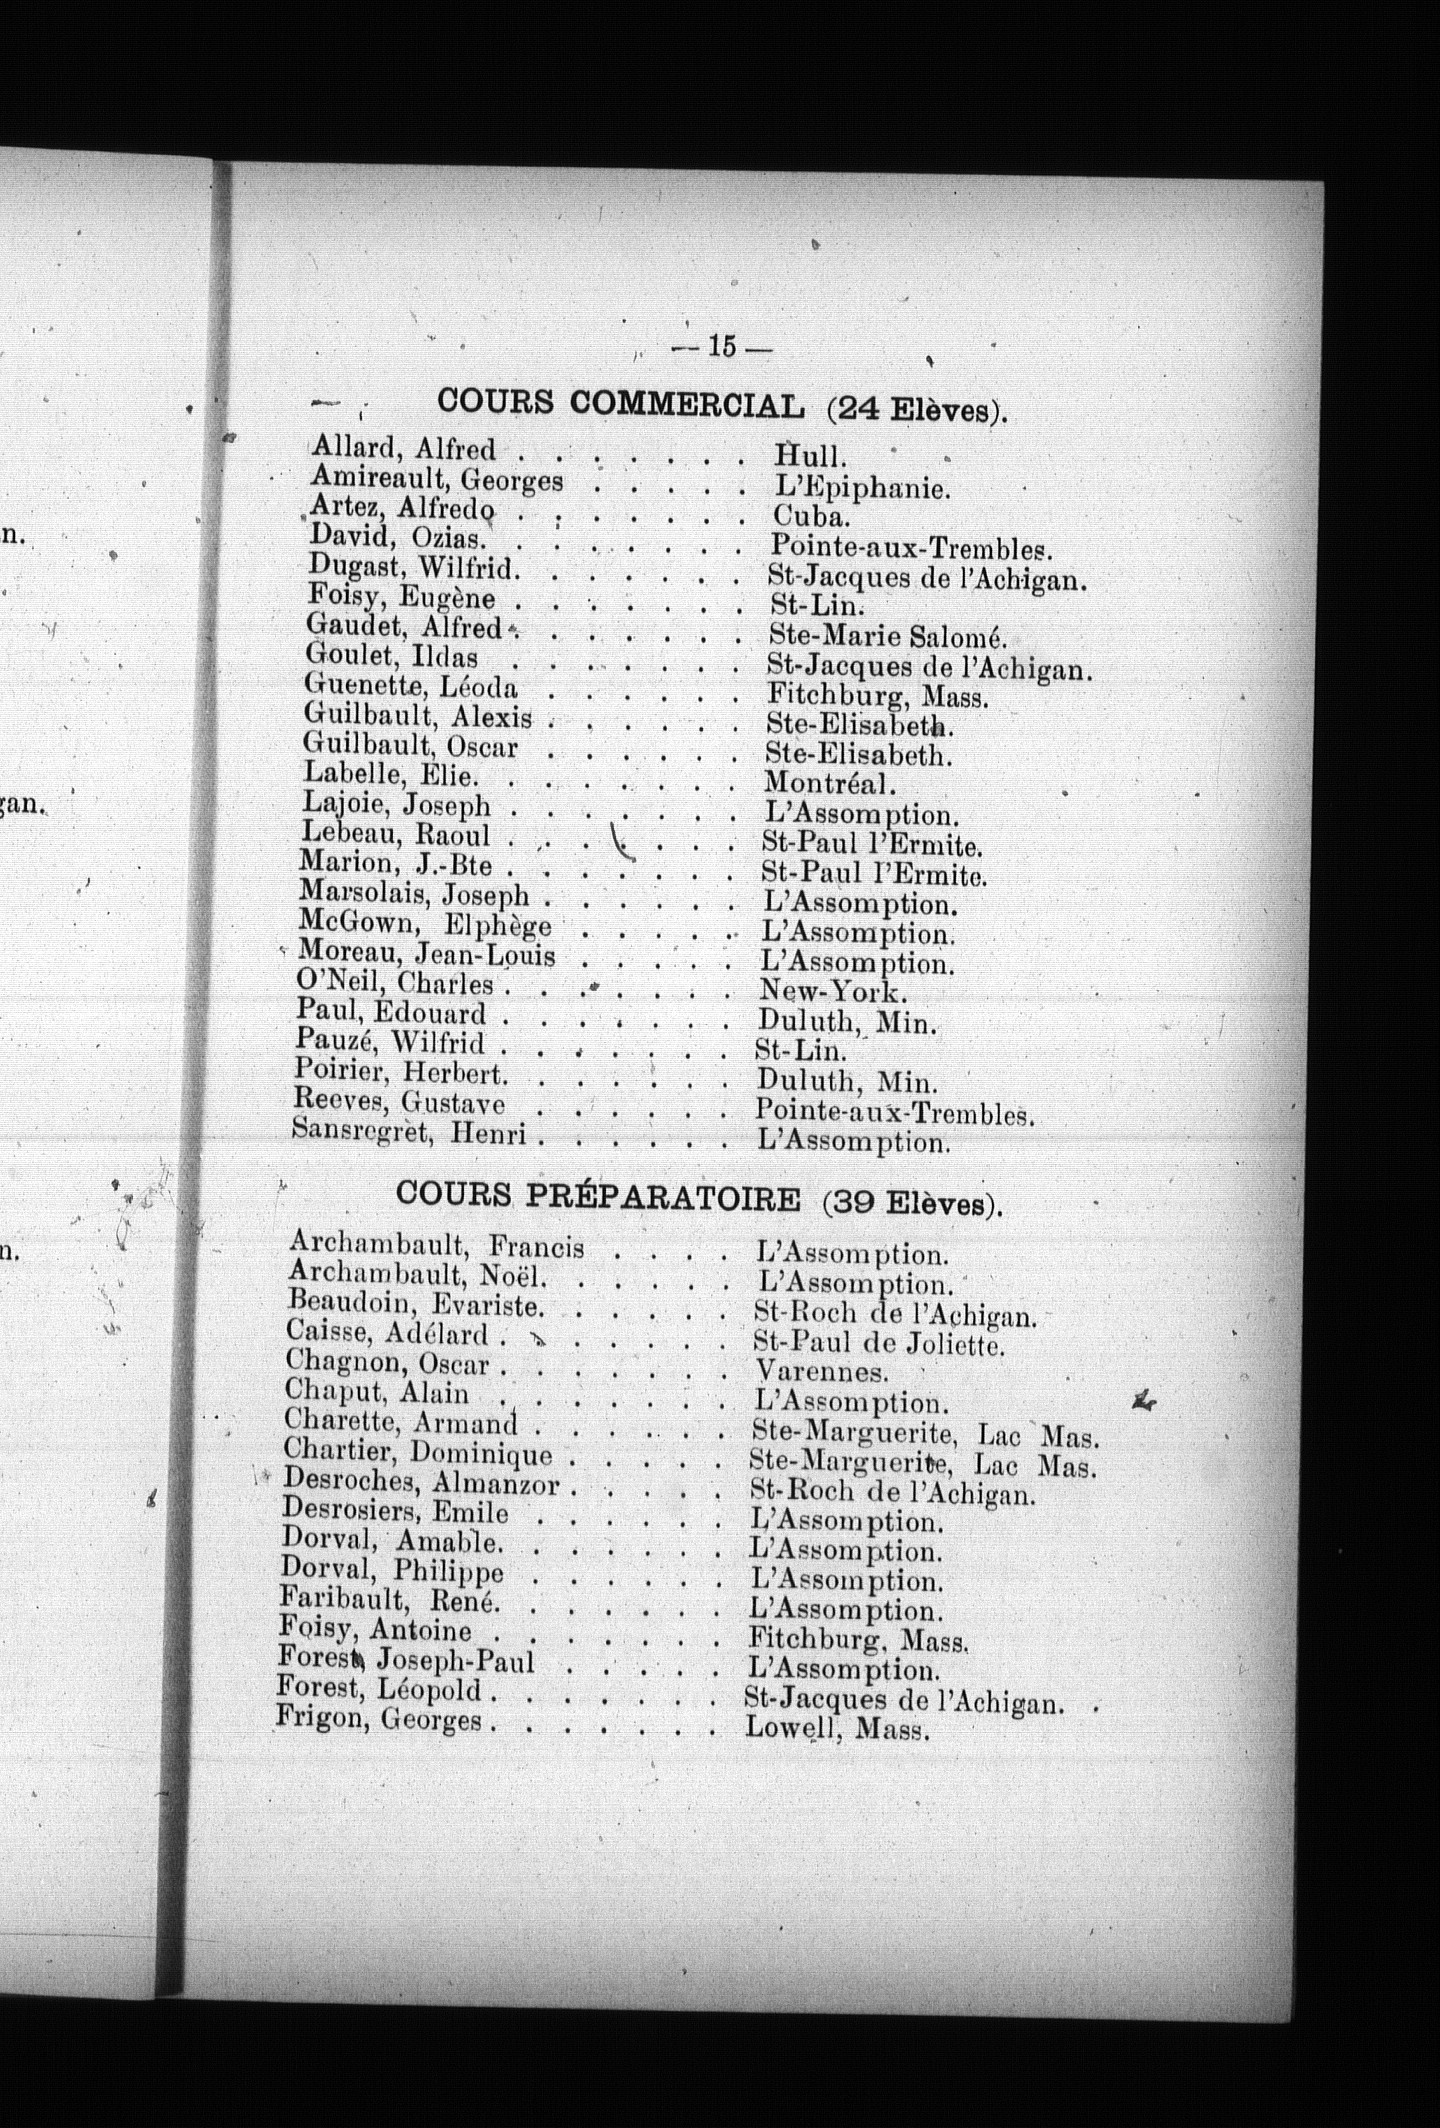 — 15 —
COURS COMMERCIAL (24 Elèves).
Allard, Alfred . . . . . . . Hull.
Amireault, Georges . . . . . L'Epiphanie.
Artez, Alfredo . . . . . . . Cuba.
David, Ozias. . . . . . . . Pointe-aux-Trembles.
Dugast, Wilfrid. . . . . . . St-Jacques de l'Achigan.
Foisy, Eugène . . . . . . . St-Lin.
Gaudet, Alfred . . . . . . . Ste-Marie Salomé.
Goulet, Ildas . . . . . . . St-Jacques de l'Achigan.
Guenette, Léoda . . . . . . Fitchburg, Mass.
Guilbault, Alexis . . . . . . Ste-Elisabeth.
Guilbault, Oscar . . . . . . Ste-Elisabeth.
Labelle, Elie. . . . . . . . Montréal.
Lajoie, Joseph . . . . . . . L'Assomption.
Lebeau, Raoul . . . . . . . St-Paul l'Ermite.
Marion, J.-Bte . . . . . . . St-Paul l'Ermite.
Marsolais, Joseph . . . . . . L'Assomption.
McGown, Elphège . . . . . L'Assomption.
Moreau, Jean-Louis . . . . . L'Assomption.
O'Neil, Charles . . . . . . . New-York.
Paul, Edouard . . . . . . . Duluth, Min.
Pauzé, Wilfrid . . . . . . . St-Lin.
Poirier, Herbert. . . . . . . Duluth, Min.
Reeves, Gustave . . . . . . Pointe-aux-Trembles.
Sansregrèt, Henri . . . . . . L'Assomption.
COURS PRÉPARATOIRE (39 Elèves).
Archambault, Francis . . . . L'Assomption.
Archambault, Noël. . . . . . L'Assomption.
Beaudoin, Evariste. . . . . . St-Roch de l'Achigan.
Caisse, Adélard . . . . . . . St-Paul de Joliette.
Chagnon, Oscar . . . . . . . Varennes.
Chaput, Alain . . . . . . . L'Assomption.
Charette, Armand . . . . . . Ste-Marguerite, Lac Mas.
Chartier, Dominique . . . . . Ste-Marguerite, Lac Mas.
Desroches, Almanzor . . . . . St-Roch de l'Achigan.
Desrosiers, Emile . . . . . . L'Assomption.
Dorval, Amable. . . . . . . L'Assomption.
Dorval, Philippe . . . . . . L'Assomption.
Faribault, René. . . . . . . L'Assomption.
Foisy, Antoine . . . . . . . Fitchburg, Mass.
Forest, Joseph-Paul . . . . . L'Assomption.
Forest, Léopold . . . . . . . St-Jacques de l'Achigan.
Frigon, Georges . . . . . . . Lowell, Mass.